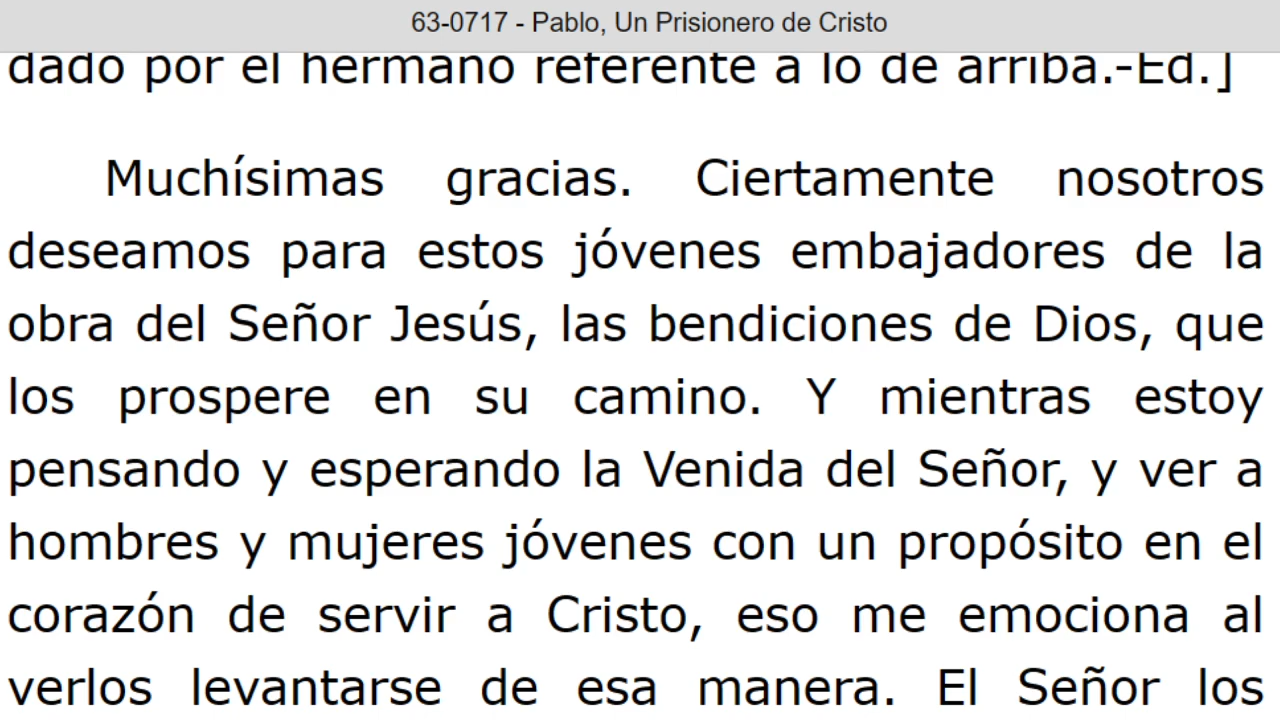 63-0717 - Pablo, Un Prisionero de Cristo
dado por el hermano referente a lo de arriba.-Ed.]
Muchísimas gracias. Ciertamente nosotros
deseamos para estos jóvenes embajadores de la
obra del Señor Jesús, las bendiciones de Dios, que
los prospere en su camino. Y mientras estoy
pensando y esperando la Venida del Señor, y ver a
hombres y mujeres jóvenes con un propósito en el
corazón de servir a Cristo, eso me emociona al
verlos levantarse de esa manera. El Señor los